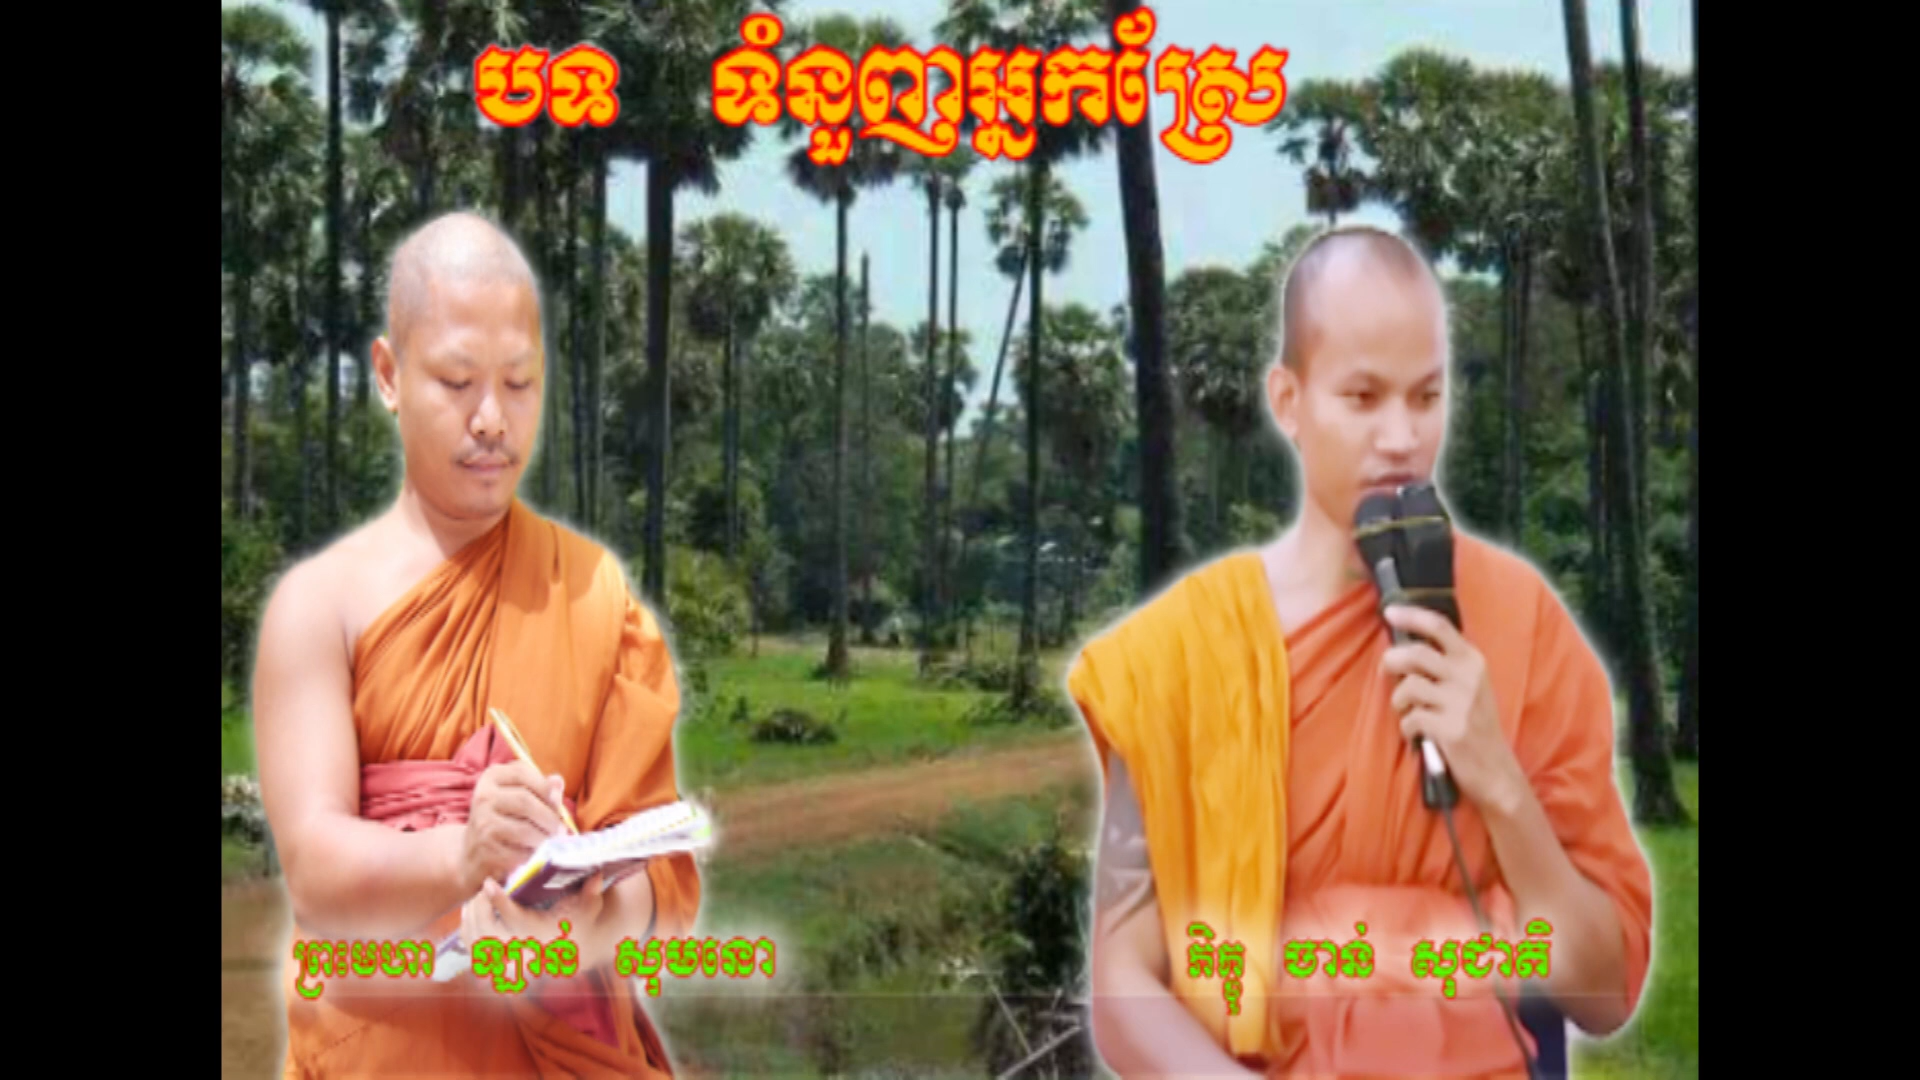 បទ ទំនួញអ្នកស្រែ
ព្រះមហា ឡាន់ សុមនោ
ភិក្ខុ ចាន់ សុជាតិ